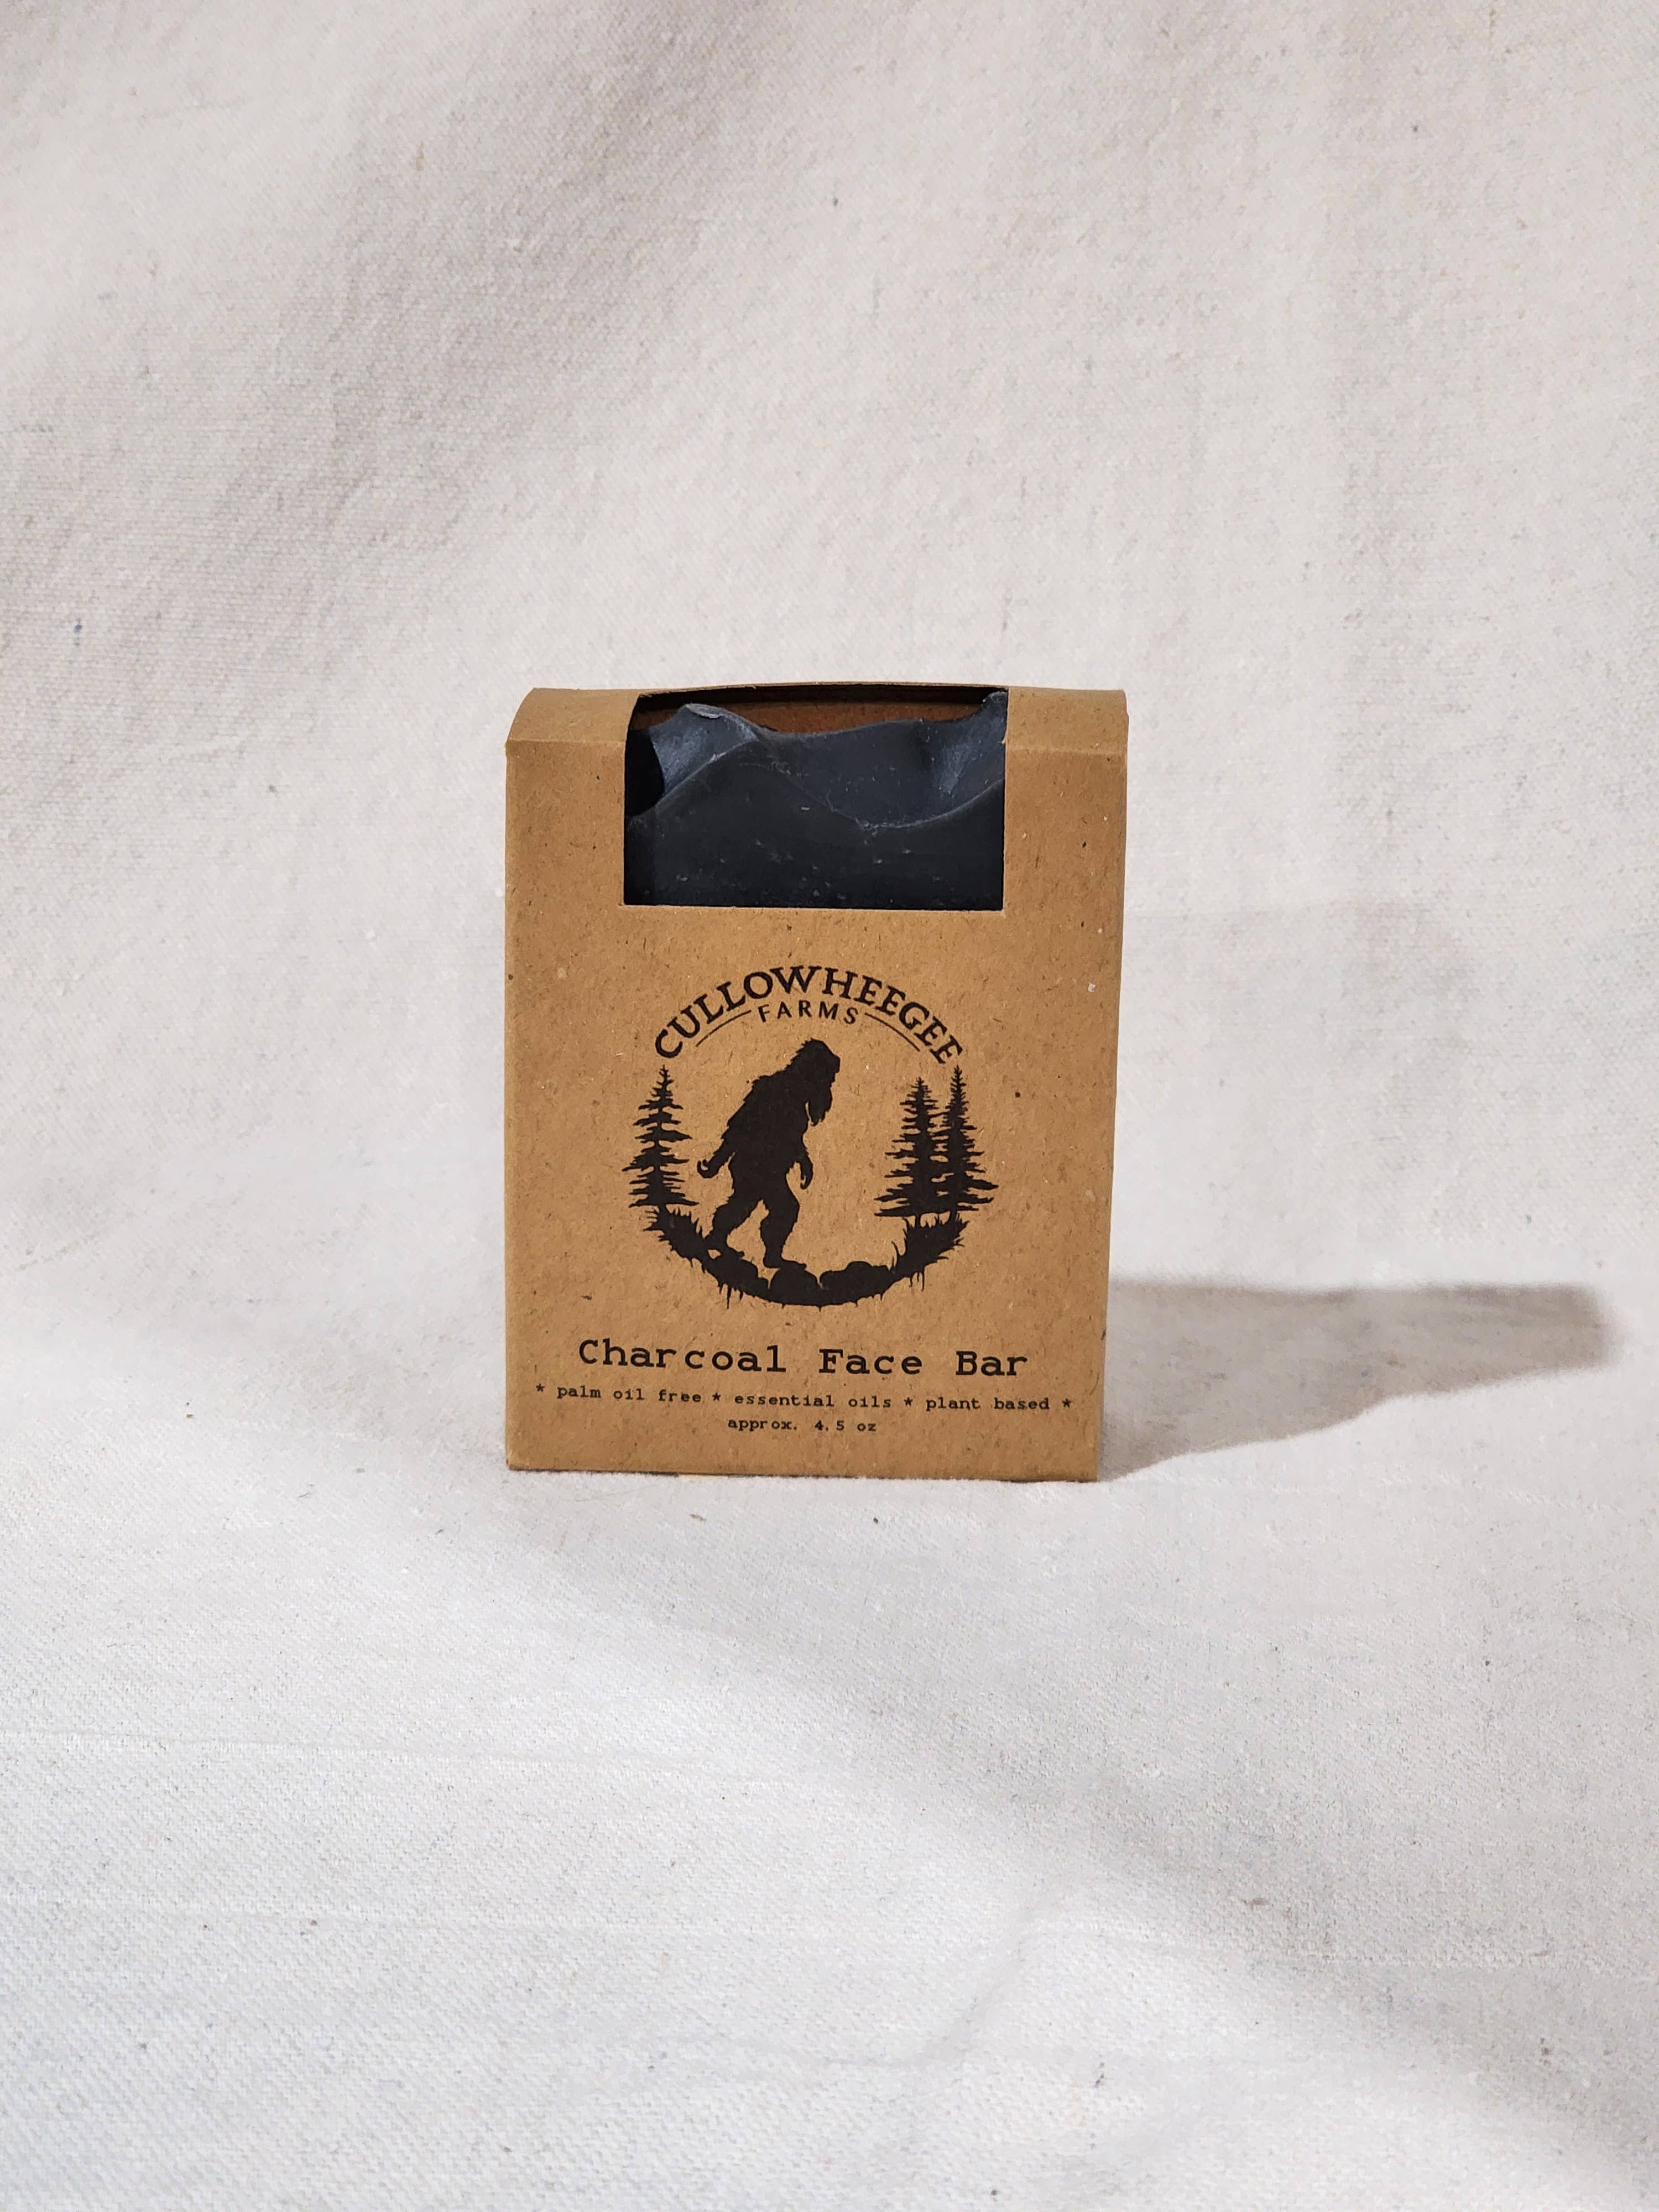 CULLOWHEEGEE
FARMS
Charcoal Face Bar
* palm oil free * essential oils * plant based *
approx. 4.5 oz